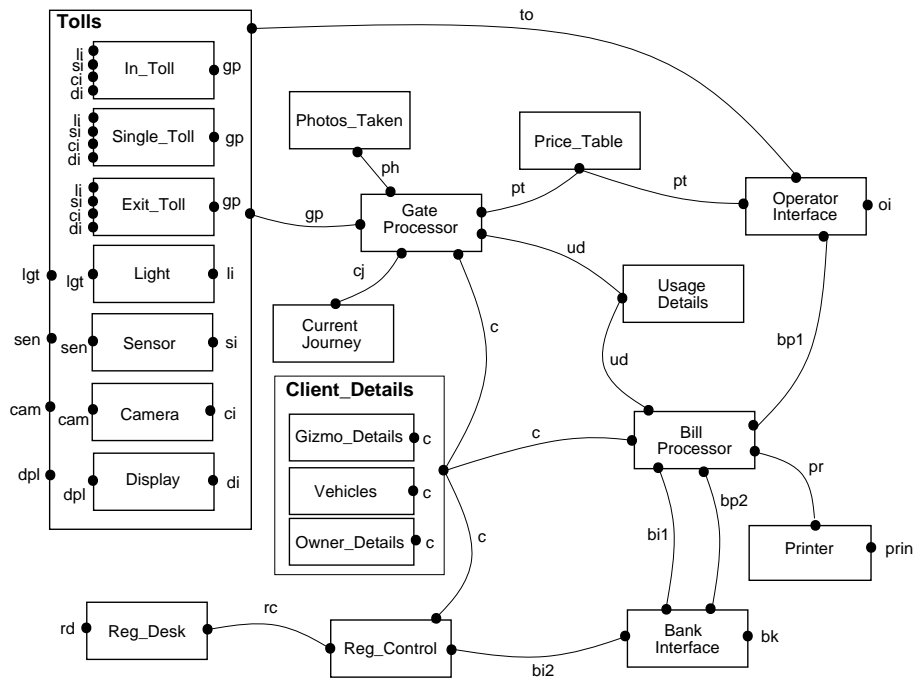 Tolls
li
si
ci
di
In_Toll
gp
li
si
ci
di
Single_Toll
gp
li
si
ci
di
Exit_Toll
gp
lgt
lgt
Light
li
sen
sen
Sensor
si
cam
cam
Camera
ci
dpl
dpl
Display
di
to
Photos_Taken
ph
Price_Table
pt
pt
Operator
Interface
oi
gp
Gate
Processor
ud
cj
c
Usage
Details
Current
Journey
ud
bp1
Client_Details
Gizmo_Details
c
Vehicles
c
Owner_Details
c
c
c
Bill
Processor
pr
bi1
bp2
Printer
prin
rd
Reg_Desk
rc
Reg_Control
bi2
Bank
Interface
bk